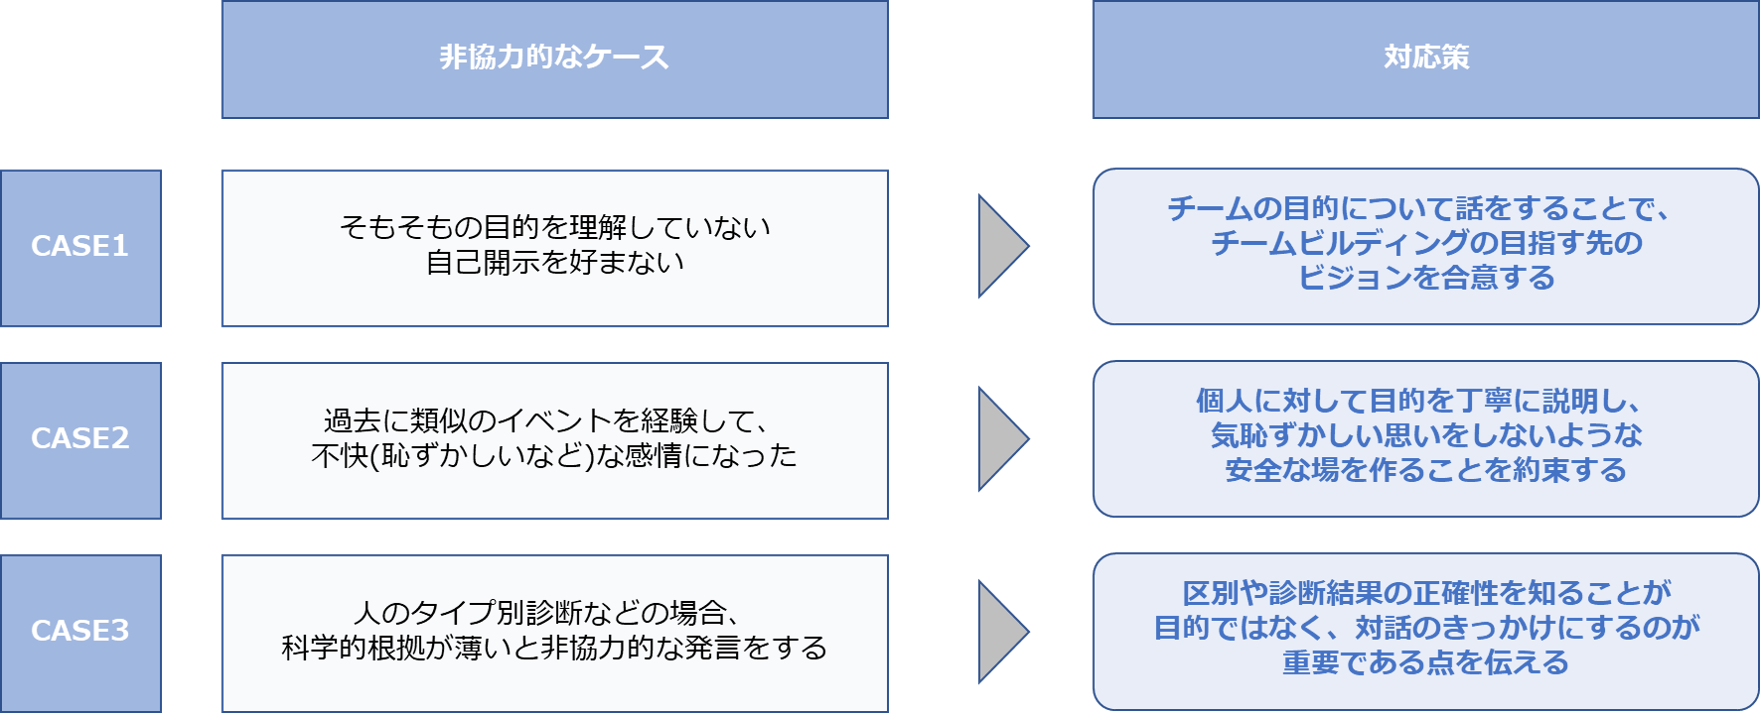 非協力的なケース
対応策
CASE1
そもそもの目的を理解していない
自己開示を好まない
チームの目的について話をすることで、
チームビルディングの目指す先の
ビジョンを合意する
CASE2
過去に類似のイベントを経験して、
不快(恥ずかしいなど)な感情になった
個人に対して目的を丁寧に説明し、
気恥ずかしい思いをしないような
安全な場を作ることを約束する
CASE3
人のタイプ別診断などの場合、
科学的根拠が薄いと非協力的な発言をする
区別や診断結果の正確性を知ることが
目的ではなく、対話のきっかけにするのが
重要である点を伝える